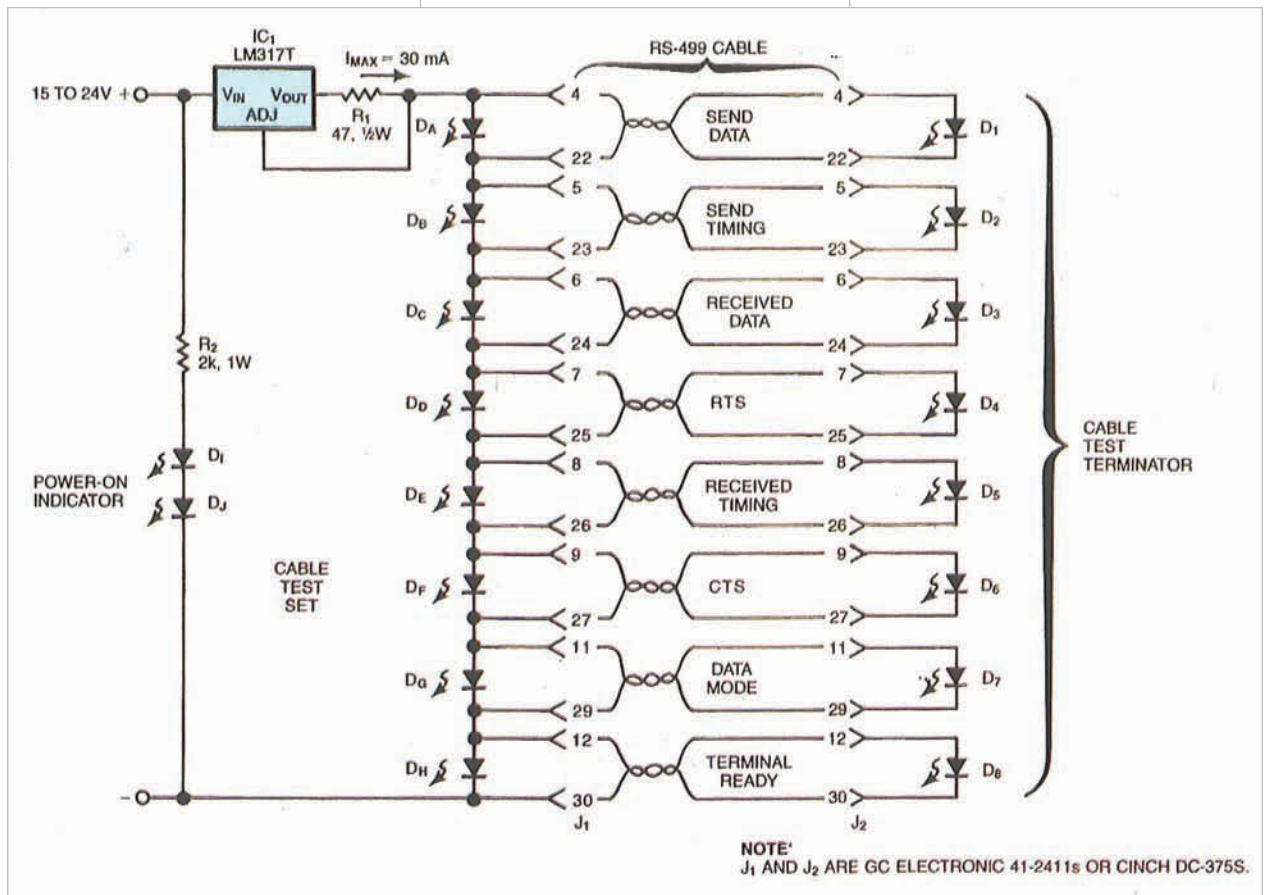 IC1
LM317T
IMAX = 30 mA
RS-499 CABLE
15 TO 24V +
VIN VOUT
ADJ
R1
47, ½W
DA
4
22
SEND
DATA
4
22
D1
DB
5
23
SEND
TIMING
5
23
D2
DC
6
24
RECEIVED
DATA
6
24
D3
R2
2k, 1W
DD
7
25
RTS
7
25
D4
CABLE
TEST
TERMINATOR
DI
DJ
POWER-ON
INDICATOR
DE
8
26
RECEIVED
TIMING
8
26
D5
CABLE
TEST
SET
DF
9
27
CTS
9
27
D6
DG
11
29
DATA
MODE
11
29
D7
DH
12
30
TERMINAL
READY
12
30
D8
–
J1
J2
NOTE'
J1 AND J2 ARE GC ELECTRONIC 41-2411s OR CINCH DC-375S.